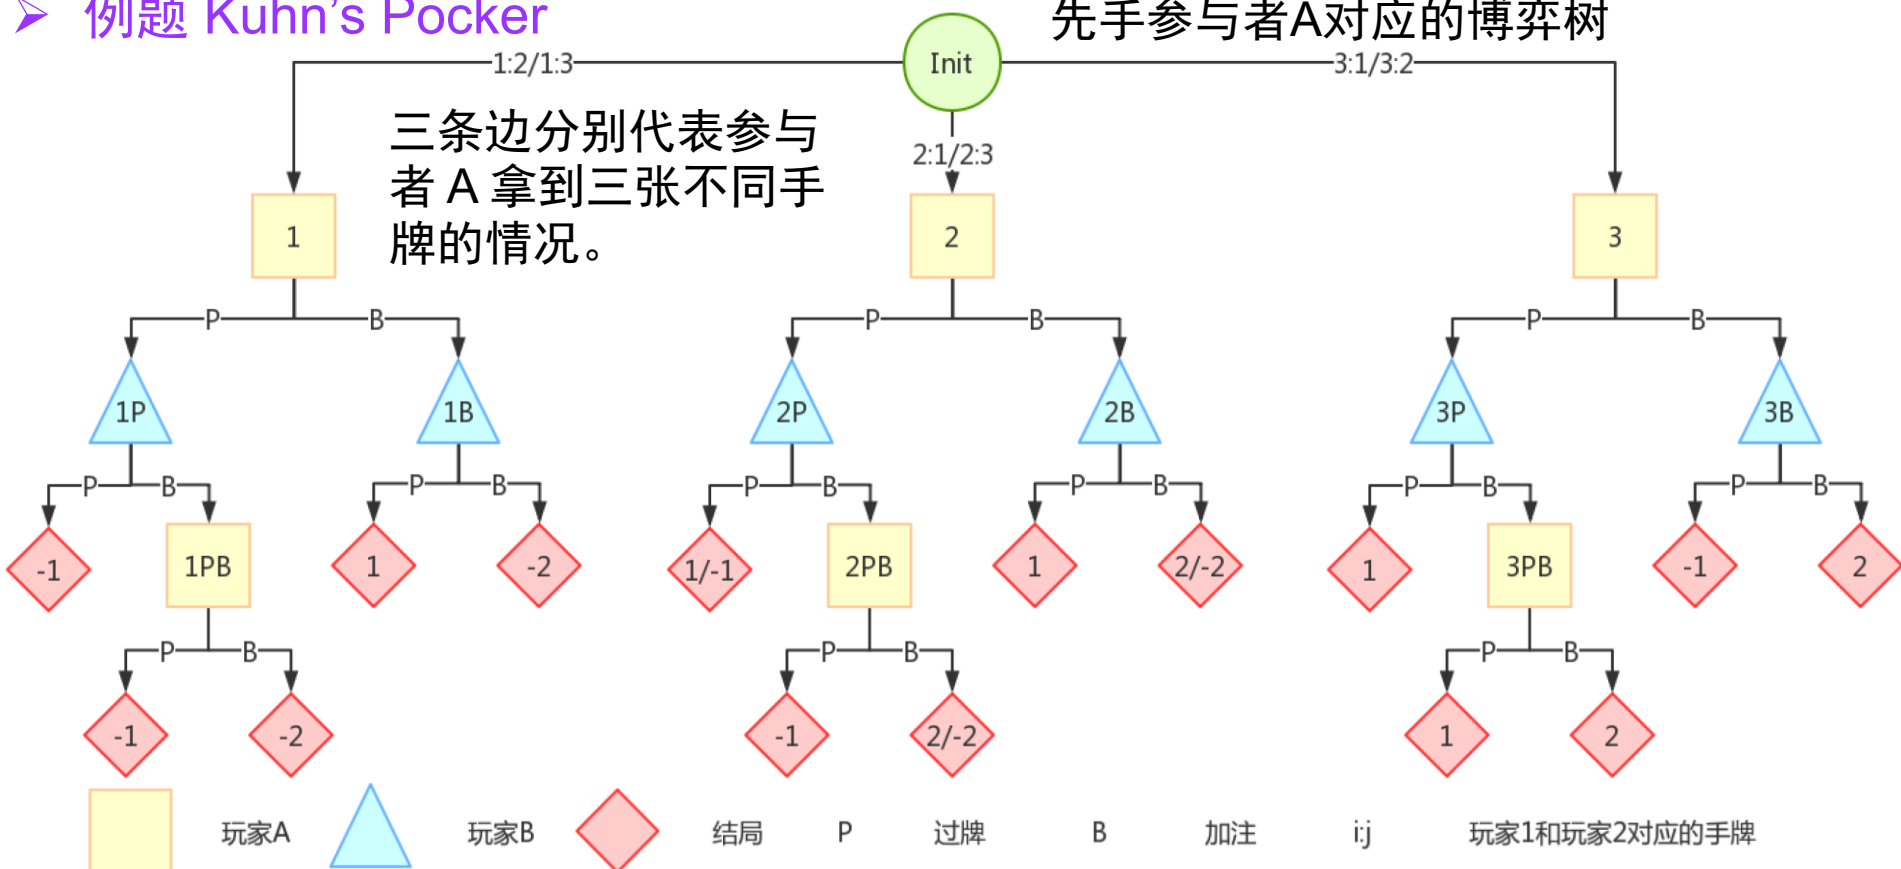 ➤ 例题 Kuhn's Pocker
先手参与者A对应的博弈树
1:2/1:3
Init
3:1/3:2
三条边分别代表参与
者 A 拿到三张不同手
牌的情况。
2:1/2:3
1
2
3
P B P B P B
1P 1B 2P 2B 3P 3B
P B P B P B P B P B P B
-1 1PB 1 -2 1/-1 2PB 1 2/-2 1 3PB -1 2
P B P B P B
-1 -2 -1 2/-2 1 2
玩家A 玩家B 结局 P 过牌 B 加注 i:j 玩家1和玩家2对应的手牌